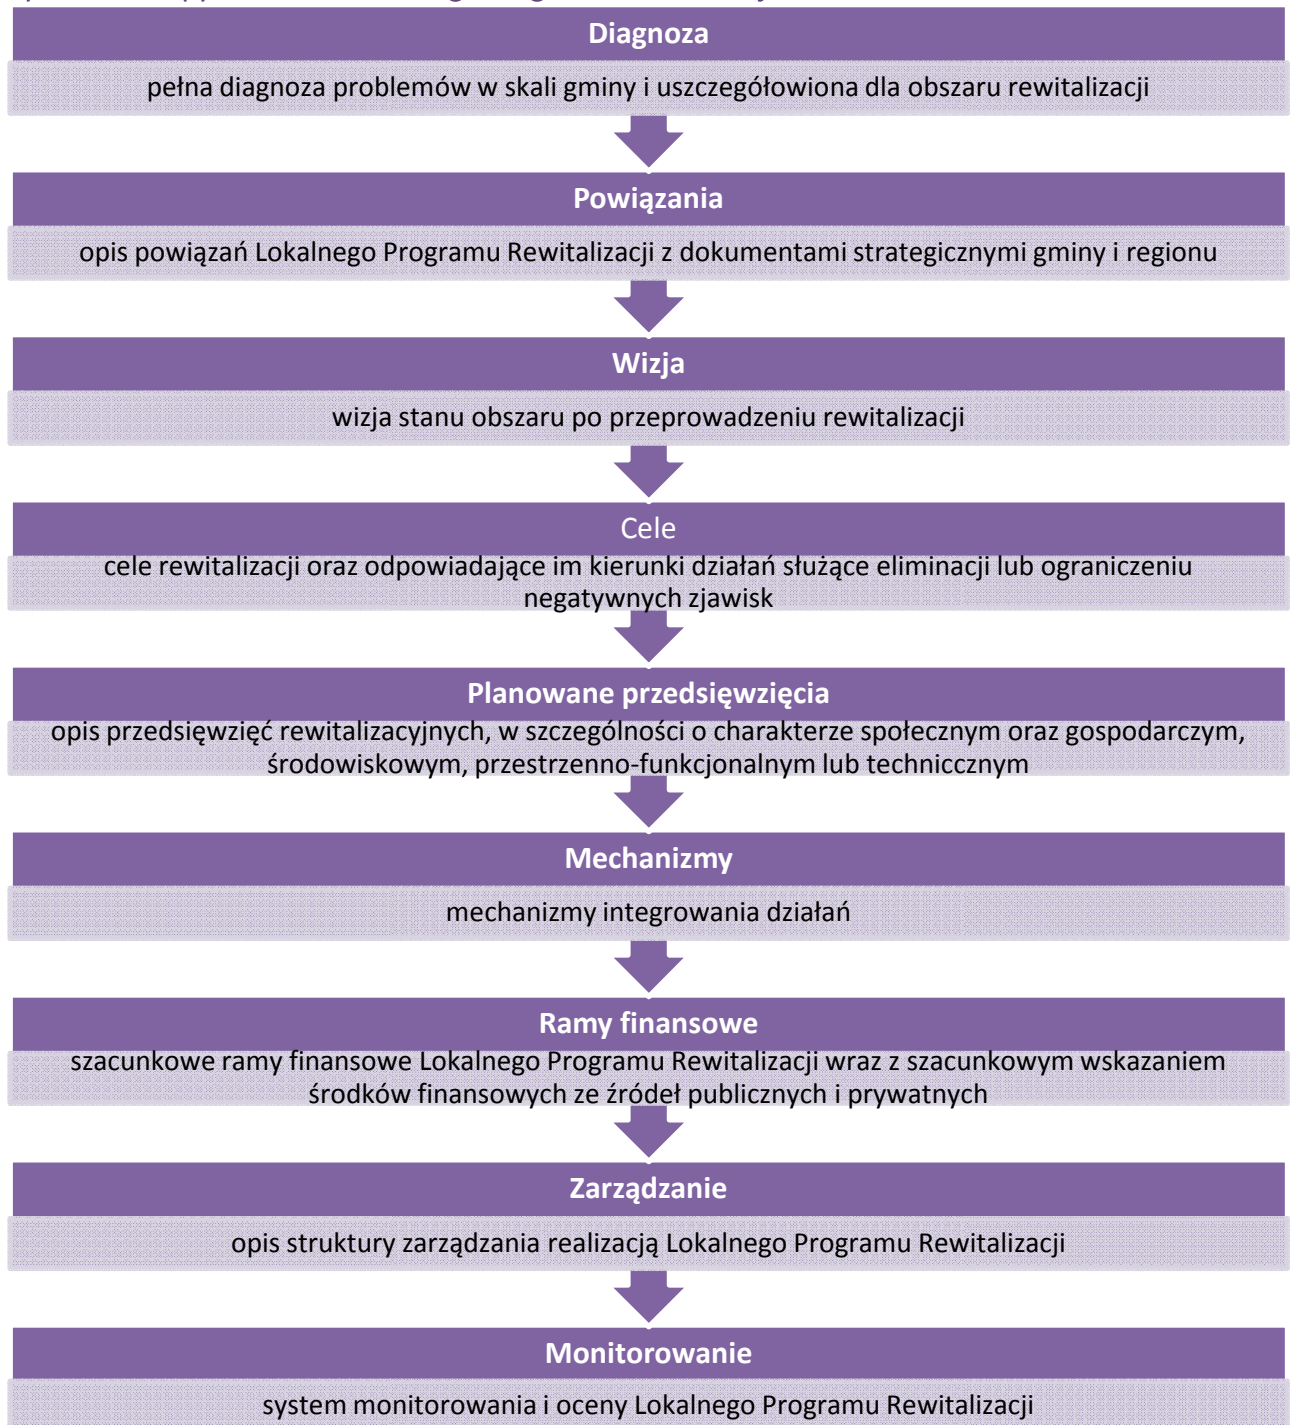 Diagnoza
pełna diagnoza problemów w skali gminy i uszczegółowiona dla obszaru rewitalizacji
Powiązania
opis powiązań Lokalnego Programu Rewitalizacji z dokumentami strategicznymi gminy i regionu
Wizja
wizja stanu obszaru po przeprowadzeniu rewitalizacji
Cele
cele rewitalizacji oraz odpowiadające im kierunki działań służące eliminacji lub ograniczeniu
negatywnych zjawisk
Planowane przedsięwzięcia
opis przedsięwzięć rewitalizacyjnych, w szczególności o charakterze społecznym oraz gospodarczym,
środowiskowym, przestrzenno-funkcjonalnym lub techniccznym
Mechanizmy
mechanizmy integrowania działań
Ramy finansowe
szacunkowe ramy finansowe Lokalnego Programu Rewitalizacji wraz z szacunkowym wskazaniem
środków finansowych ze źródeł publicznych i prywatnych
Zarządzanie
opis struktury zarządzania realizacją Lokalnego Programu Rewitalizacji
Monitorowanie
system monitorowania i oceny Lokalnego Programu Rewitalizacji